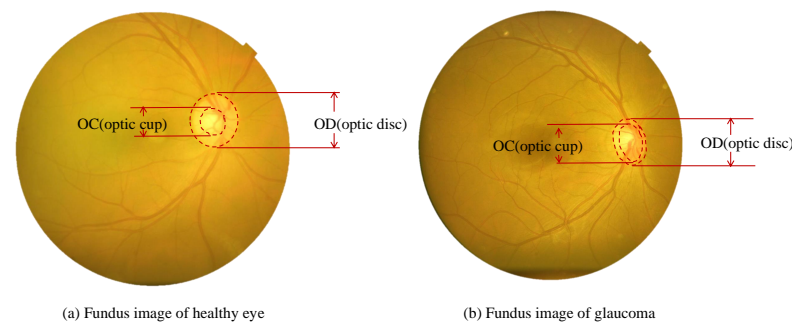 OC(optic cup)
OD(optic disc)
OC(optic cup)
OD(optic disc)
(a) Fundus image of healthy eye
(b) Fundus image of glaucoma